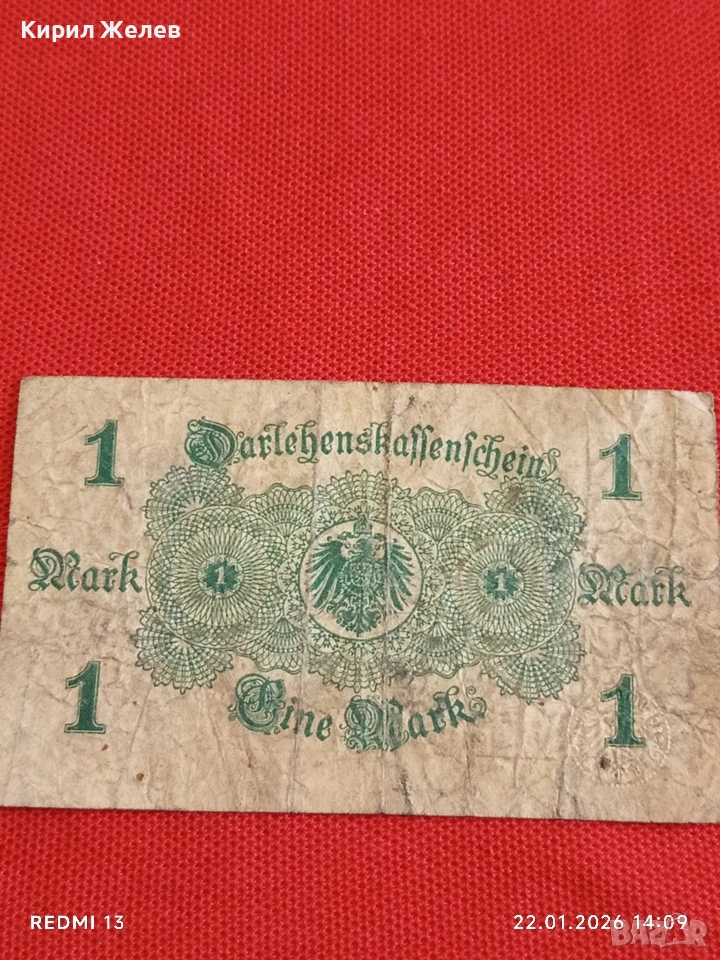 Кирил Желев
1 Darlehenskassenschein 1
Mark 1 1 Mark
1 Eine Mark 1
REDMI 13
22.01.2026 14:09
BAZAR